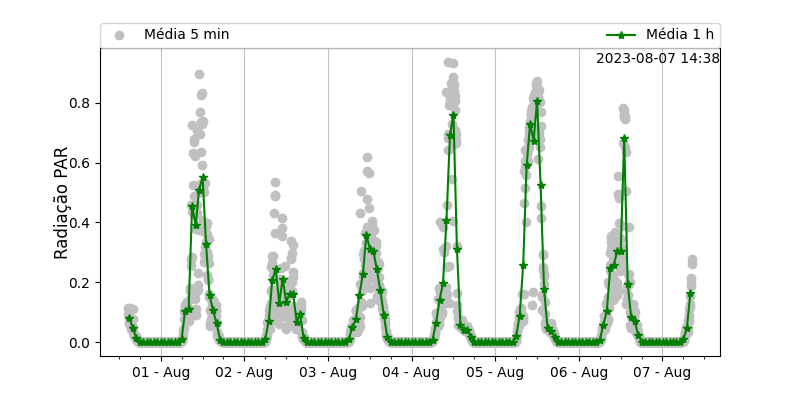 Média 5 min
Média 1 h
2023-08-07 14:38
Radiação PAR
0.8
0.6
0.4
0.2
0.0
01 - Aug
02 - Aug
03 - Aug
04 - Aug
05 - Aug
06 - Aug
07 - Aug